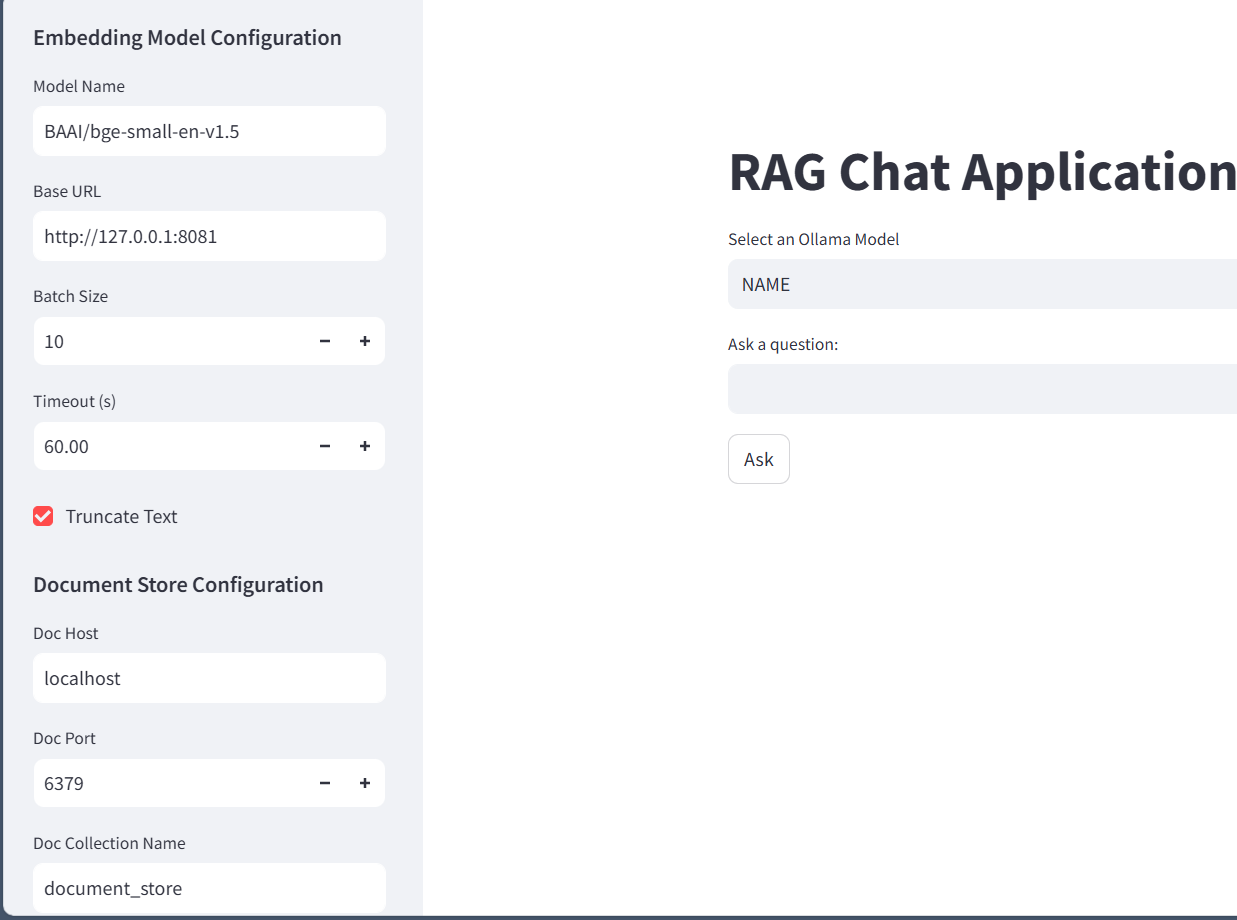 Embedding Model Configuration
Model Name
BAAI/bge-small-en-v1.5
Base URL
http://127.0.0.1:8081
Batch Size
10
Timeout (s)
60.00
Truncate Text
Document Store Configuration
Doc Host
localhost
Doc Port
6379
Doc Collection Name
document_store
RAG Chat Application
Select an Ollama Model
NAME
Ask a question:
Ask